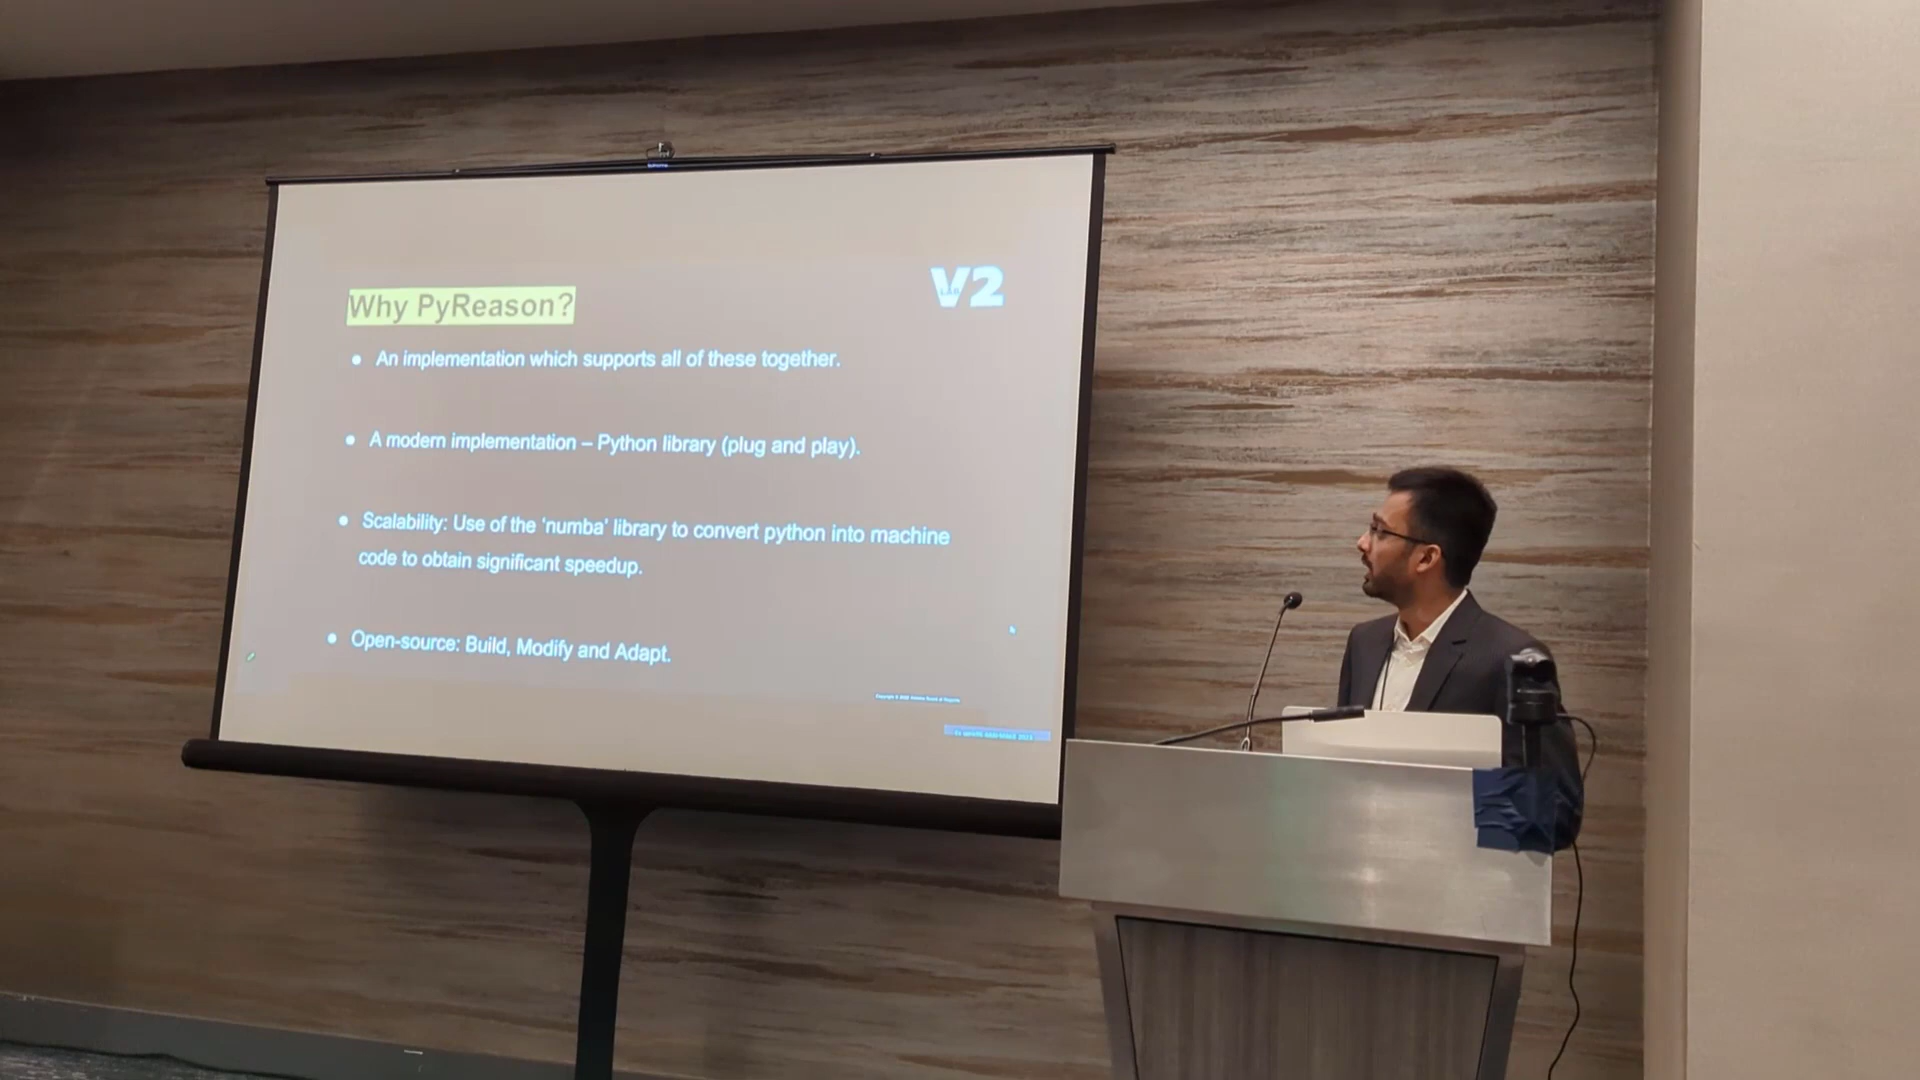 Why PyReason?
V2
LAB
● An implementation which supports all of these together.
● A modern implementation – Python library (plug and play).
● Scalability: Use of the ‘numba’ library to convert python into machine
code to obtain significant speedup.
● Open-source: Build, Modify and Adapt.